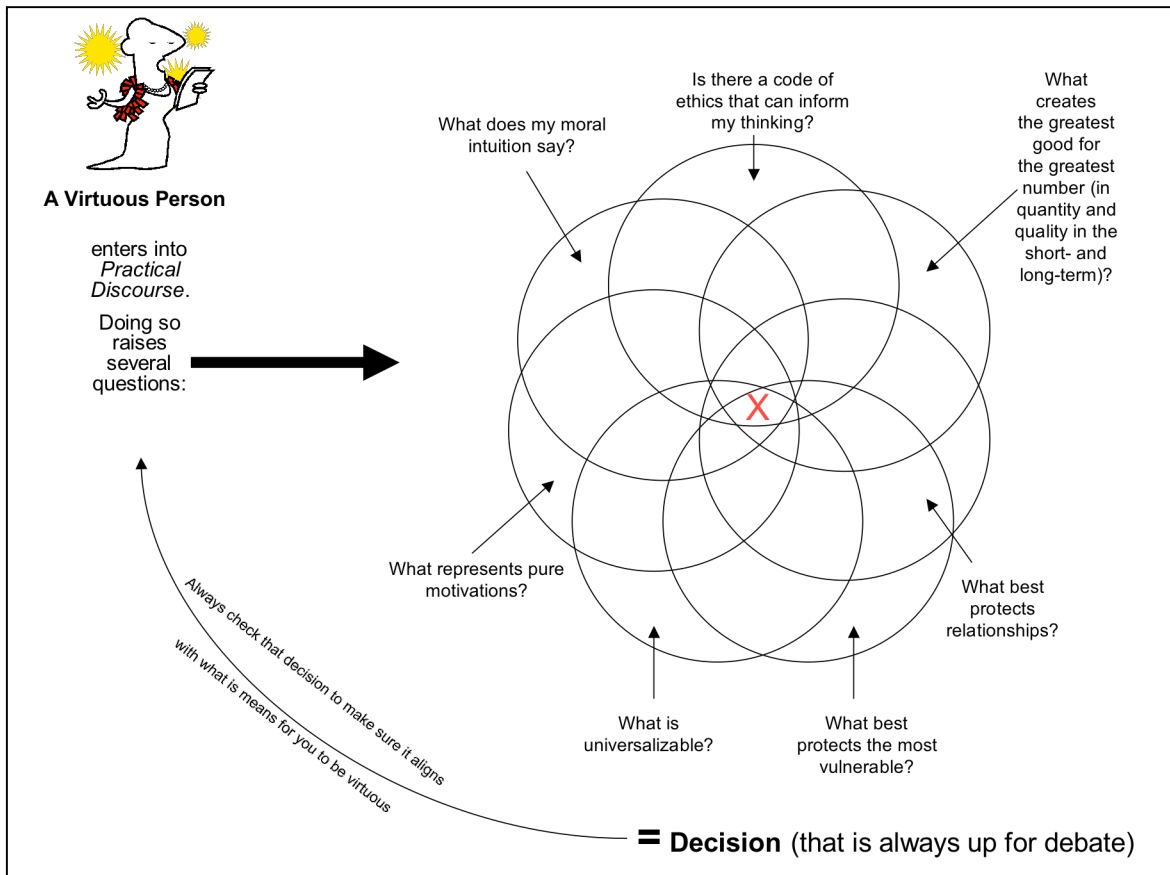 A Virtuous Person
enters into
Practical
Discourse.
Doing so
raises
several
questions:
What does my moral
intuition say?
Is there a code of
ethics that can inform
my thinking?
What
creates
the greatest
good for
the greatest
number (in
quantity and
quality in the
short- and
long-term)?
X
What represents pure
motivations?
What best
protects
relationships?
What is
universalizable?
What best
protects the most
vulnerable?
Always check that decision to make sure it aligns
with what is means for you to be virtuous
= Decision (that is always up for debate)